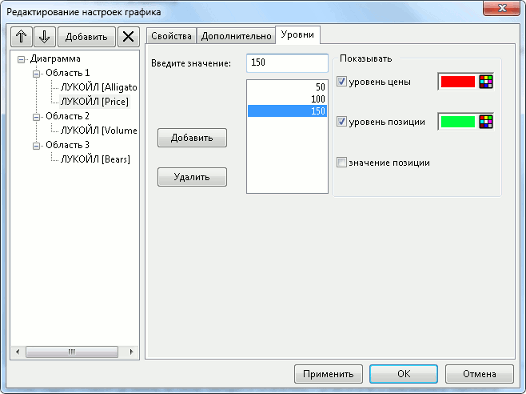 Редактирование настроек графика
Добавить
Свойства Дополнительно Уровни
Диаграмма
Область 1
ЛУКОЙЛ [Alligato
ЛУКОЙЛ [Price]
Область 2
ЛУКОЙЛ [Volume
Область 3
ЛУКОЙЛ [Bears]
Введите значение: 150
50
100
150
Добавить
Удалить
Показывать
уровень цены
уровень позиции
значение позиции
Применить OK Отмена